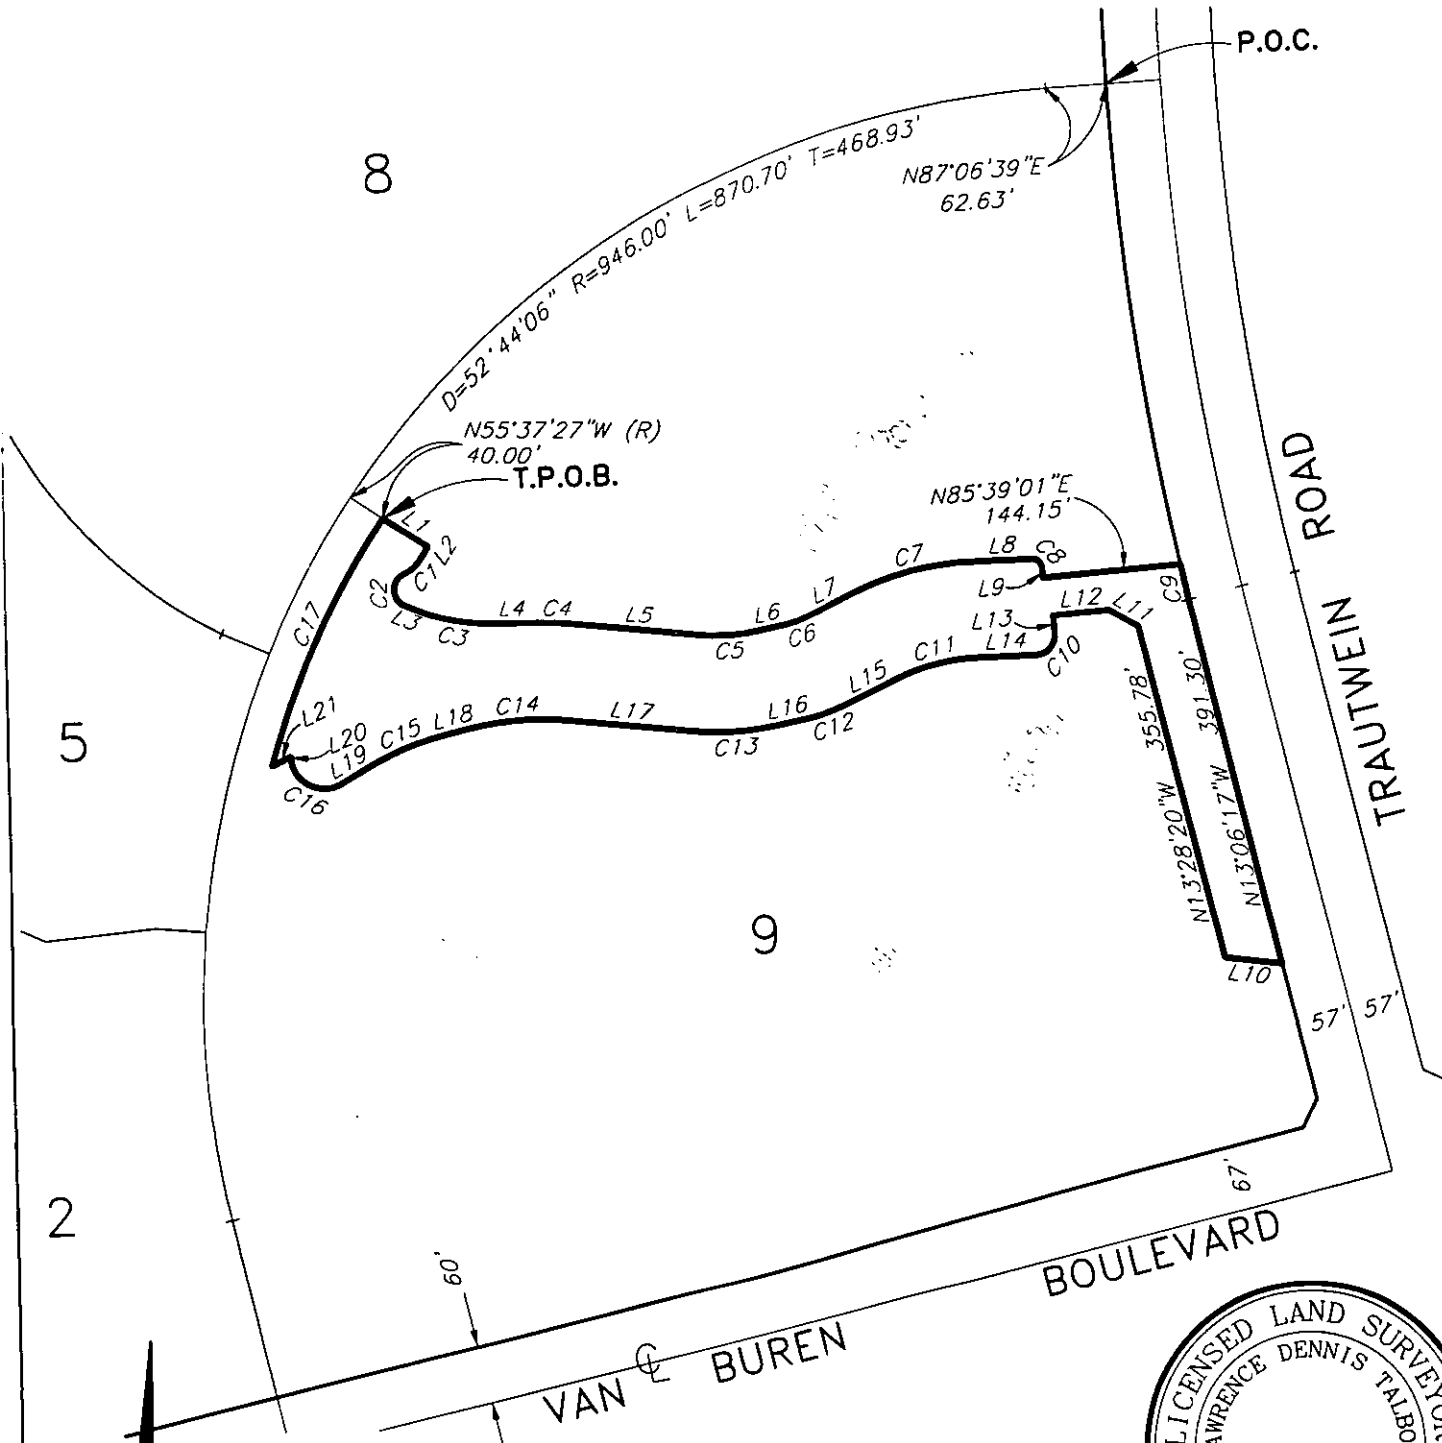 P.O.C.
8
D=52°44'06" R=946.00' L=870.70' T=468.93'
N87°06'39"E
62.63'
N55°37'27"W (R)
40.00'
T.P.O.B.
L1
L2
C1
C2
L3
C3
L4
C4
L5
C5
L6
C6
L7
C7
L8
C8
L9
N85°39'01"E
144.15'
C9
L12
L11
L13
L14
C10
C11
L15
C12
L16
C13
L17
C14
L18
C15
L19
L20
L21
C16
C17
N13°28'20"W
355.78'
N13°06'17"W
391.30'
L10
TRAUTWEIN ROAD
5
9
2
57' 57'
67'
60'
VAN BUREN BOULEVARD
CL
LICENSED LAND SURVEYOR
AWRENCE DENNIS TALBO